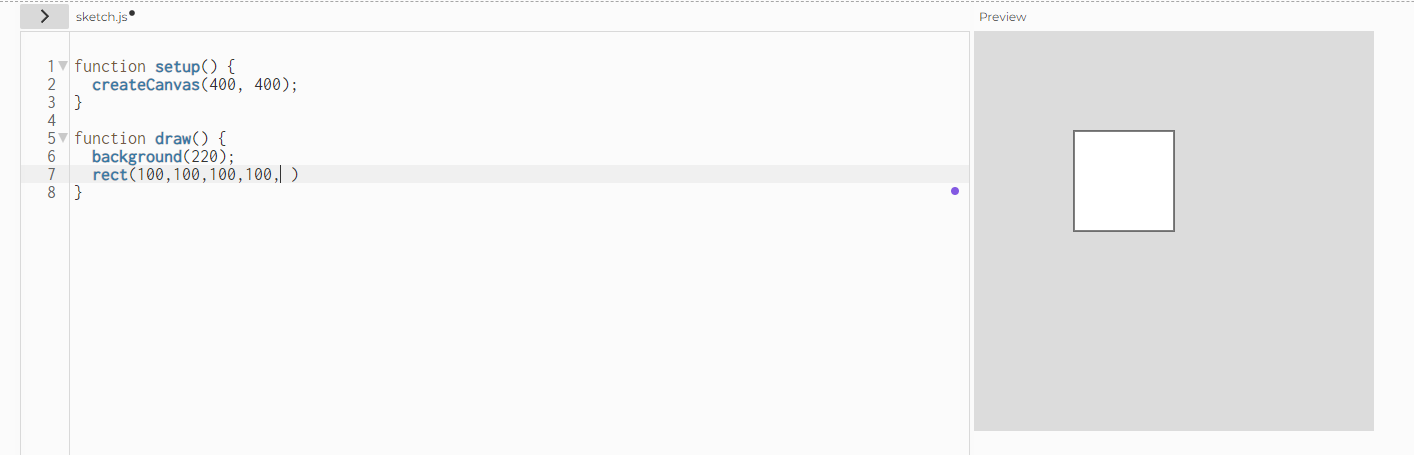 sketch.js
Preview
1 function setup() {
2 createCanvas(400, 400);
3 }
4
5 function draw() {
6 background(220);
7 rect(100,100,100,100, )
8 }